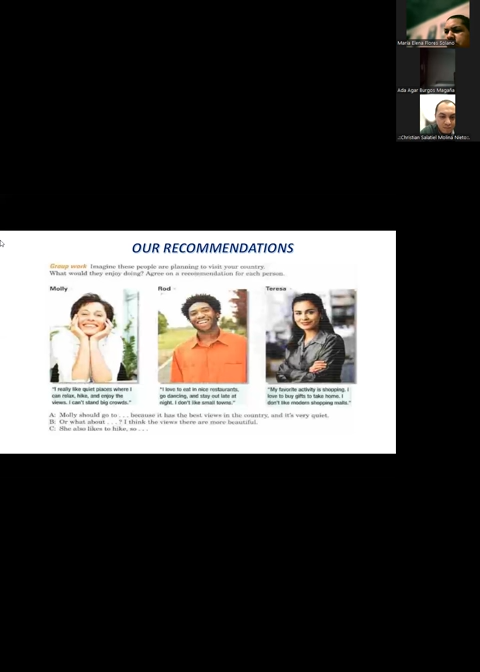 Maria Elena Flores Solano
Ada Agar Burgos Magaña
Christian Salatiel Molina Nieto
OUR RECOMMENDATIONS
Group work Imagine these people are planning to visit your country.
What would they enjoy doing? Agree on a recommendation for each person.
Molly
Rod
Teresa
"I really like quiet places where I
can relax, hike, and enjoy the
views. I can't stand big crowds."
"I love to eat in nice restaurants,
go dancing, and stay out late at
night. I don't like small towns."
"My favorite activity is shopping. I
love to buy gifts to take home. I
don't like modern shopping malls."
A: Molly should go to . . . because it has the best views in the country, and it's very quiet.
B: Or what about . . . ? I think the views there are more beautiful.
C: She also likes to hike, so . . .